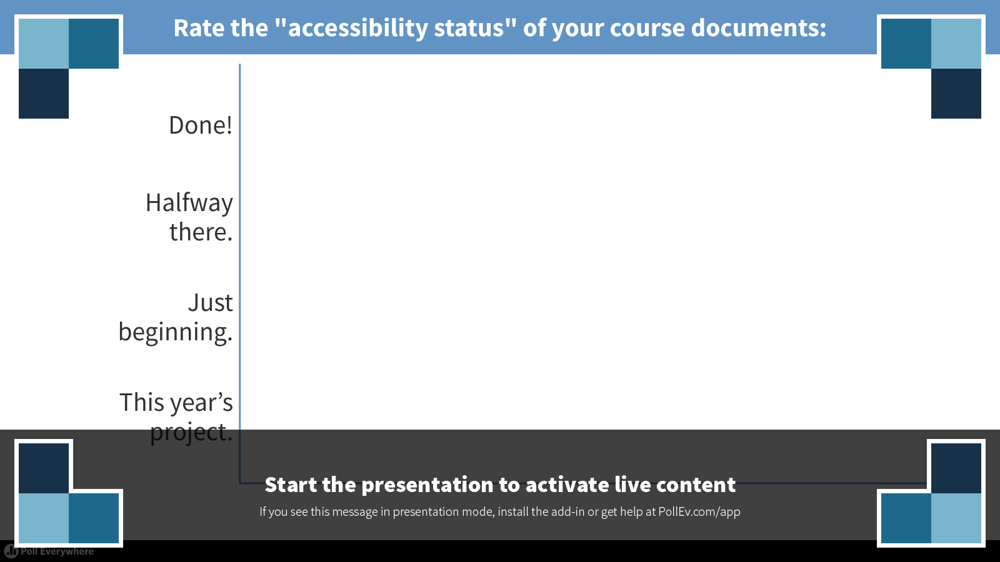 Rate the "accessibility status" of your course documents:
Done!
Halfway
there.
Just
beginning.
This year’s
project.
Start the presentation to activate live content
If you see this message in presentation mode, install the add-in or get help at PollEv.com/app
Poll Everywhere